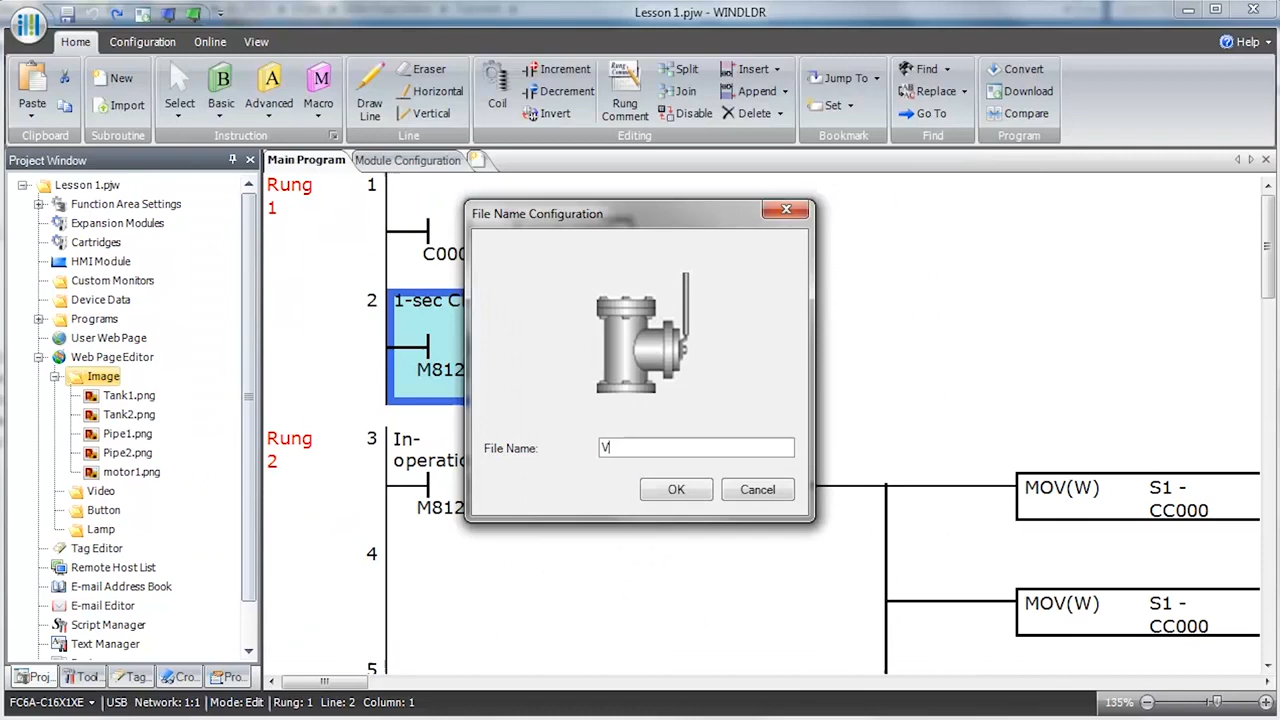 Lesson 1.pjw - WINDLDR
Home Configuration Online View Help
Paste New Import Select Basic Advanced Macro Draw Line Eraser Horizontal Vertical Coil Increment Decrement Invert Rung Comment Split Join Disable Insert Append Delete Jump To Set Find Replace Go To Convert Download Compare
B A M
Clipboard Subroutine Instruction Line Editing Bookmark Find Program
Project Window
Lesson 1.pjw
Function Area Settings
Expansion Modules
Cartridges
HMI Module
Custom Monitors
Device Data
Programs
User Web Page
Web Page Editor
Image
Tank1.png
Tank2.png
Pipe1.png
Pipe2.png
motor1.png
Video
Button
Lamp
Tag Editor
Remote Host List
E-mail Address Book
E-mail Editor
Script Manager
Text Manager
Proj... Tool Tag... Cro... Pro...
Main Program Module Configuration
Rung 1
1
C000
2 1-sec C
M812
Rung 2
3 In-
operatio
M812
4
5
MOV(W) S1 -
CC000
MOV(W) S1 -
CC000
File Name Configuration
File Name: V
OK Cancel
FC6A-C16X1XE USB Network: 1:1 Mode: Edit Rung: 1 Line: 2 Column: 1 135%